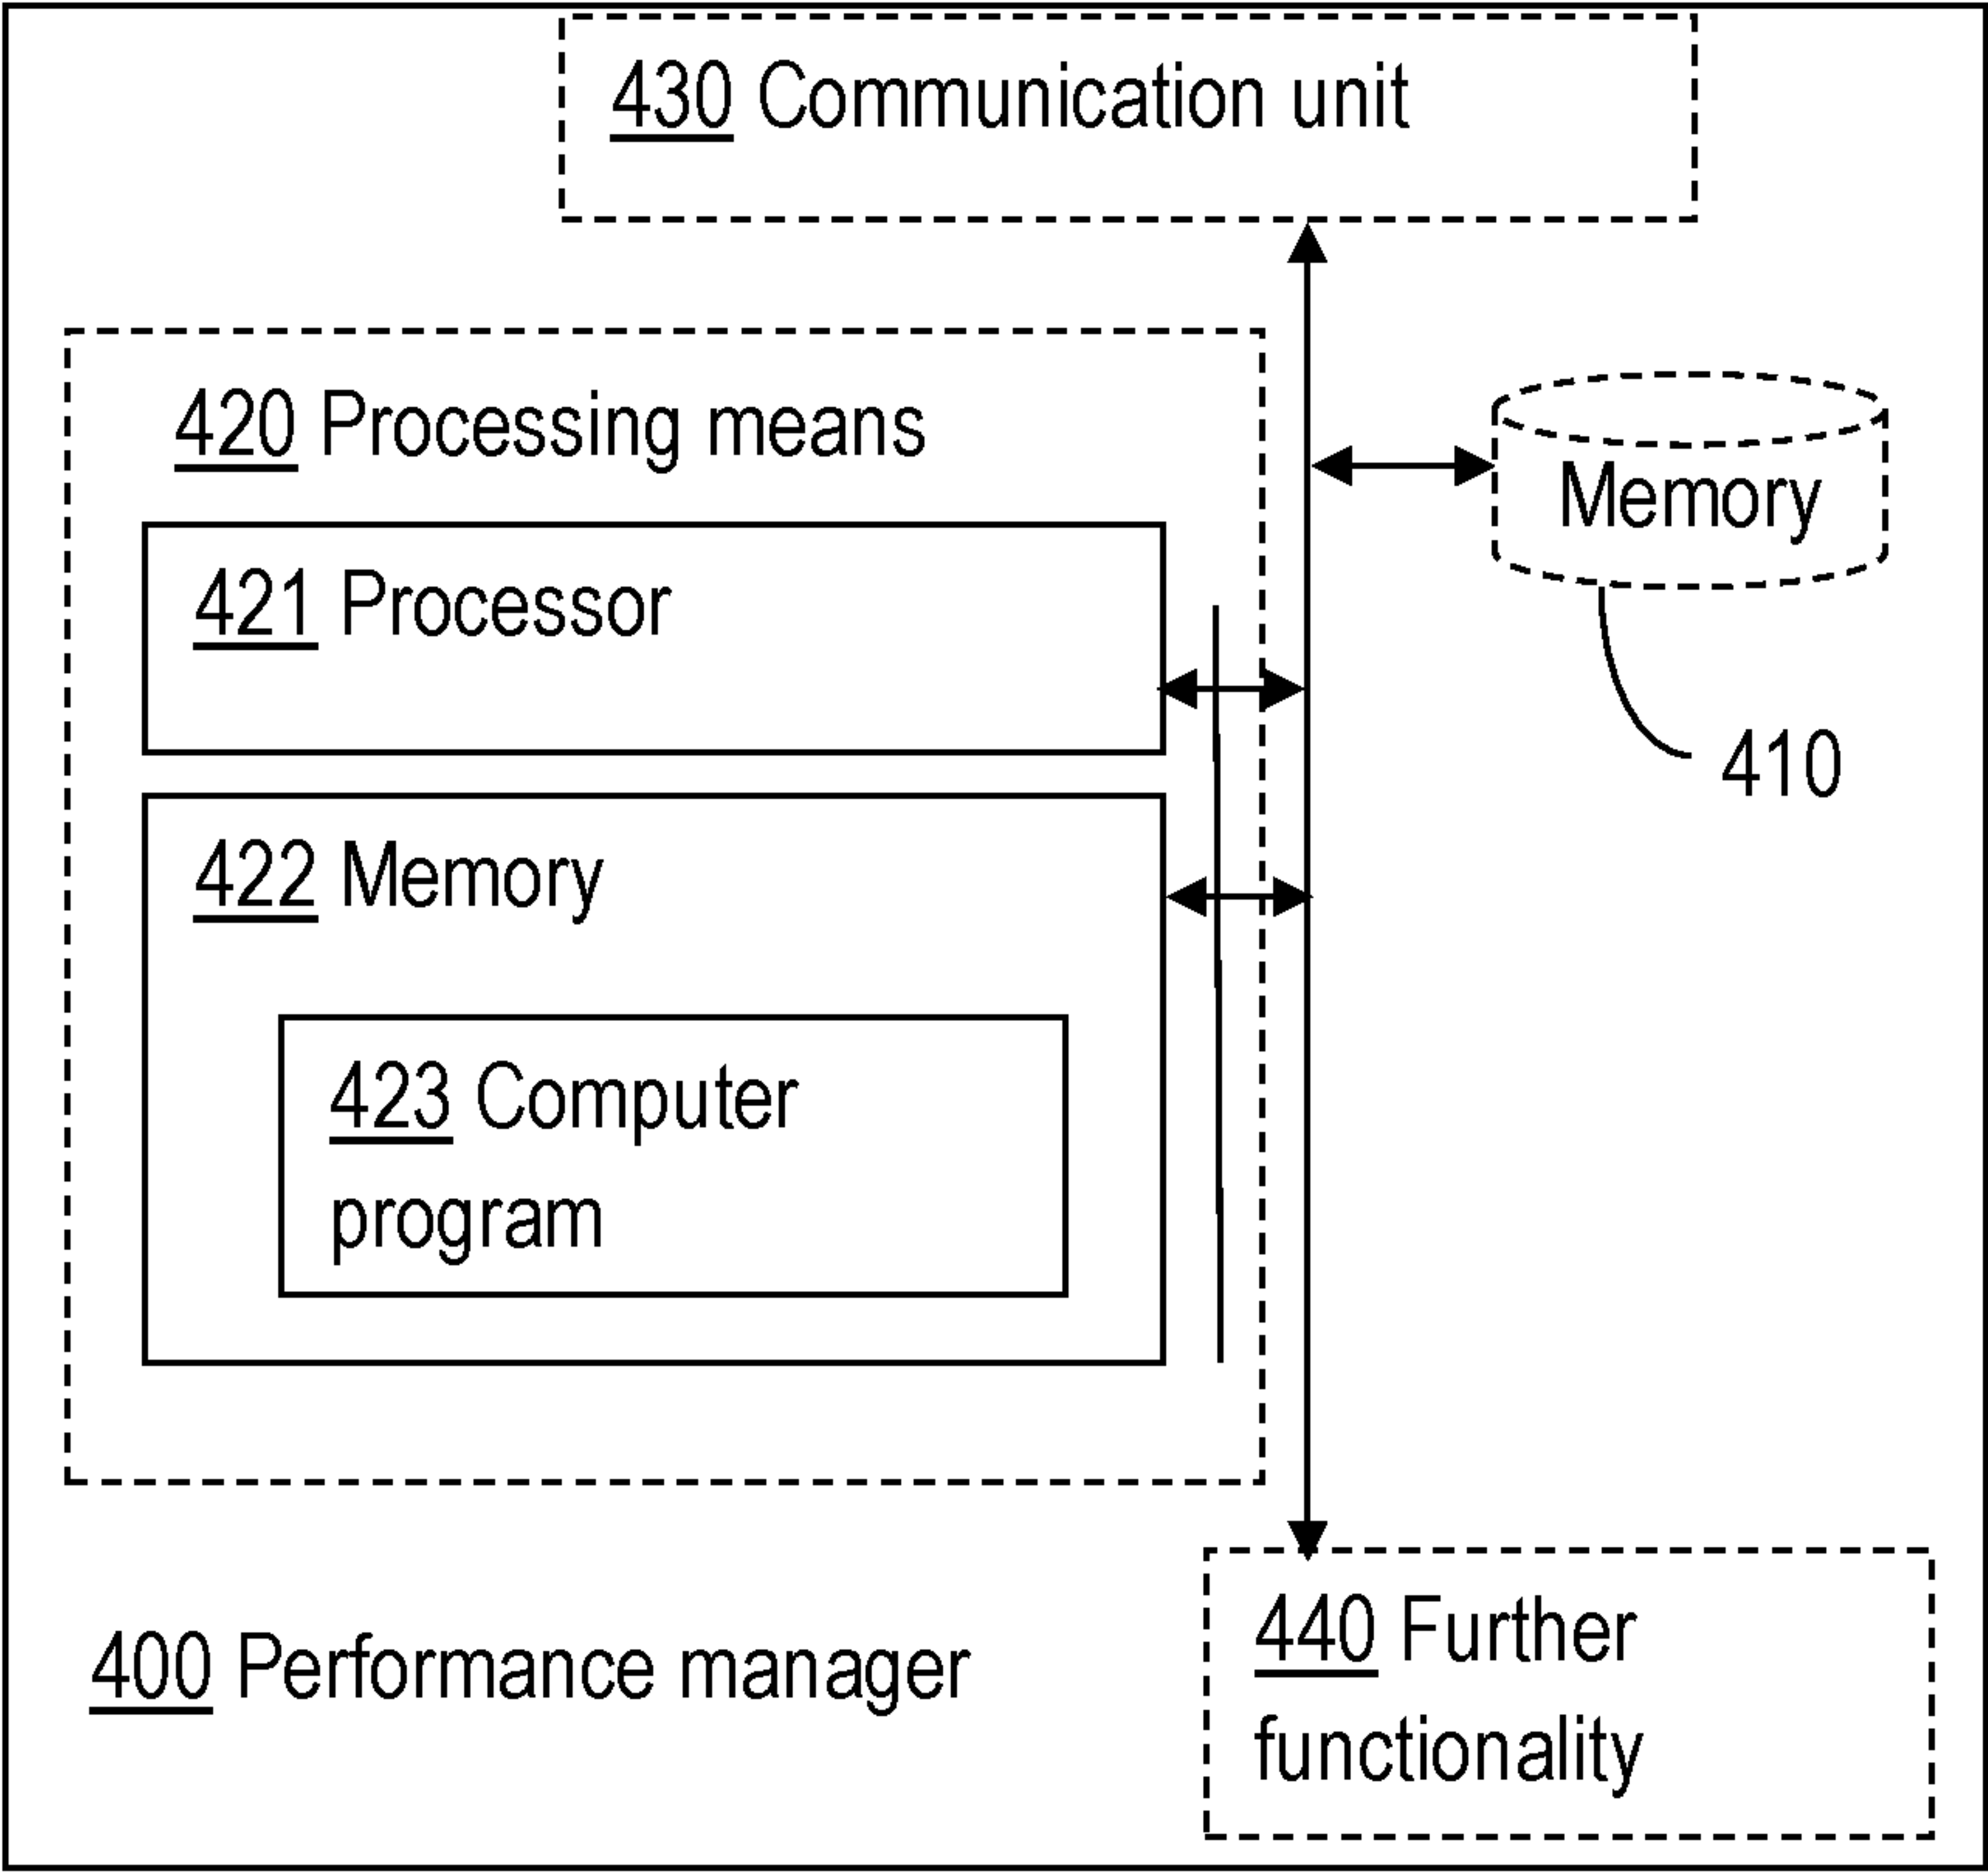 430 Communication unit
420 Processing means
Memory
421 Processor
410
422 Memory
423 Computer
program
400 Performance manager
440 Further
functionality